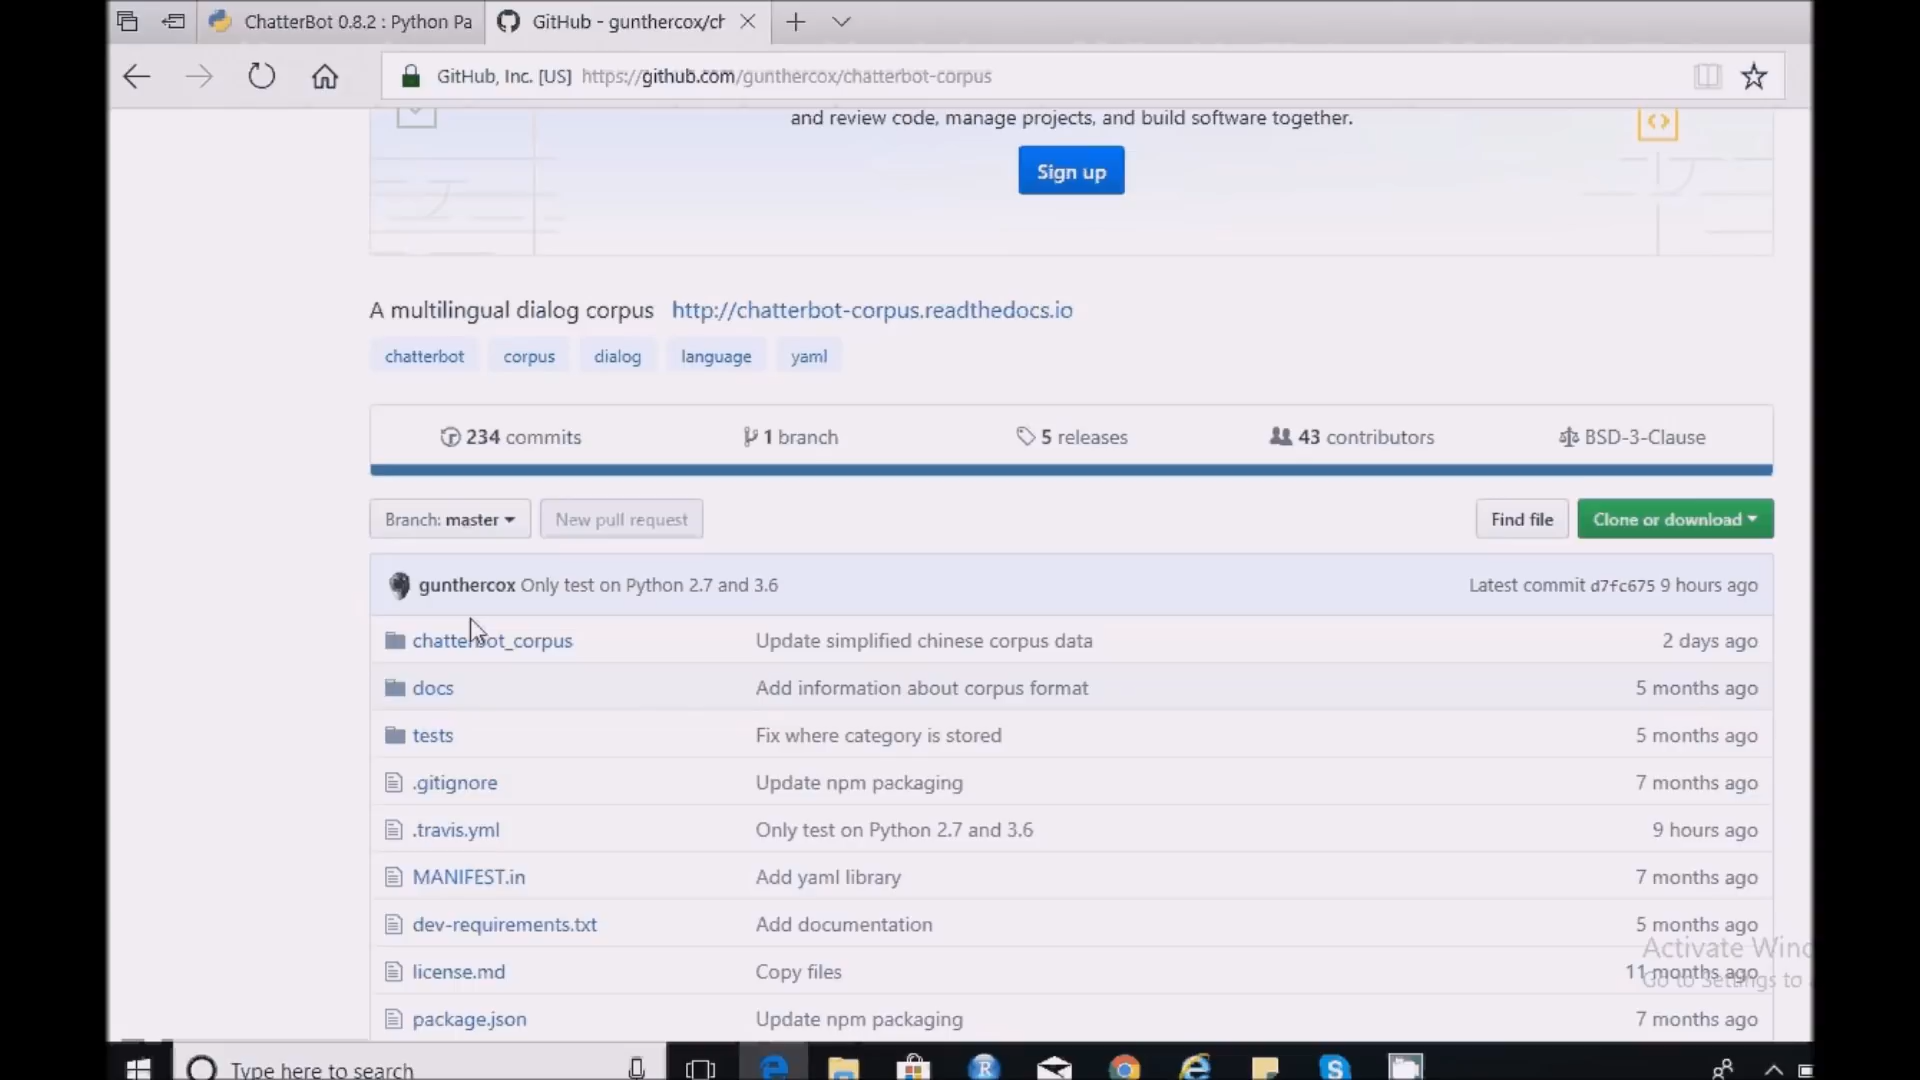 ChatterBot 0.8.2 : Python Pa
GitHub - gunthercox/ch
GitHub, Inc. [US] https://github.com/gunthercox/chatterbot-corpus
and review code, manage projects, and build software together.
Sign up
A multilingual dialog corpus http://chatterbot-corpus.readthedocs.io
chatterbot corpus dialog language yaml
234 commits 1 branch 5 releases 43 contributors BSD-3-Clause
Branch: master New pull request Find file Clone or download
gunthercox Only test on Python 2.7 and 3.6 Latest commit d7fc675 9 hours ago
chatterbot_corpus Update simplified chinese corpus data 2 days ago
docs Add information about corpus format 5 months ago
tests Fix where category is stored 5 months ago
.gitignore Update npm packaging 7 months ago
.travis.yml Only test on Python 2.7 and 3.6 9 hours ago
MANIFEST.in Add yaml library 7 months ago
dev-requirements.txt Add documentation 5 months ago
Activate Wind
license.md Copy files 11 months ago
Go to Settings to
package.json Update npm packaging 7 months ago
Type here to search